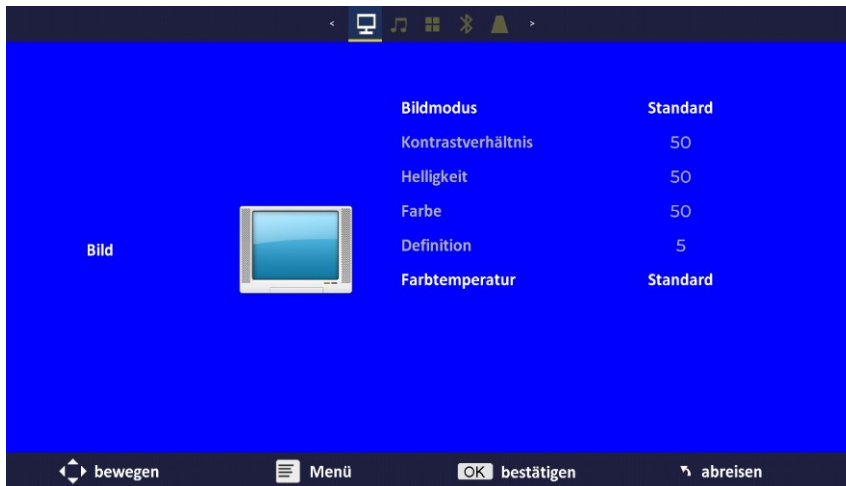 Bildmodus Standard
Kontrastverhältnis 50
Helligkeit 50
Farbe 50
Bild
Definition 5
Farbtemperatur Standard
bewegen Menü OK bestätigen abreisen